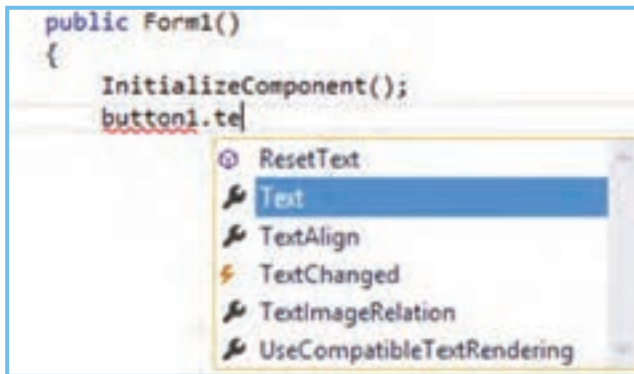 public Form1()
{
InitializeComponent();
button1.te
ResetText
Text
TextAlign
TextChanged
TextImageRelation
UseCompatibleTextRendering